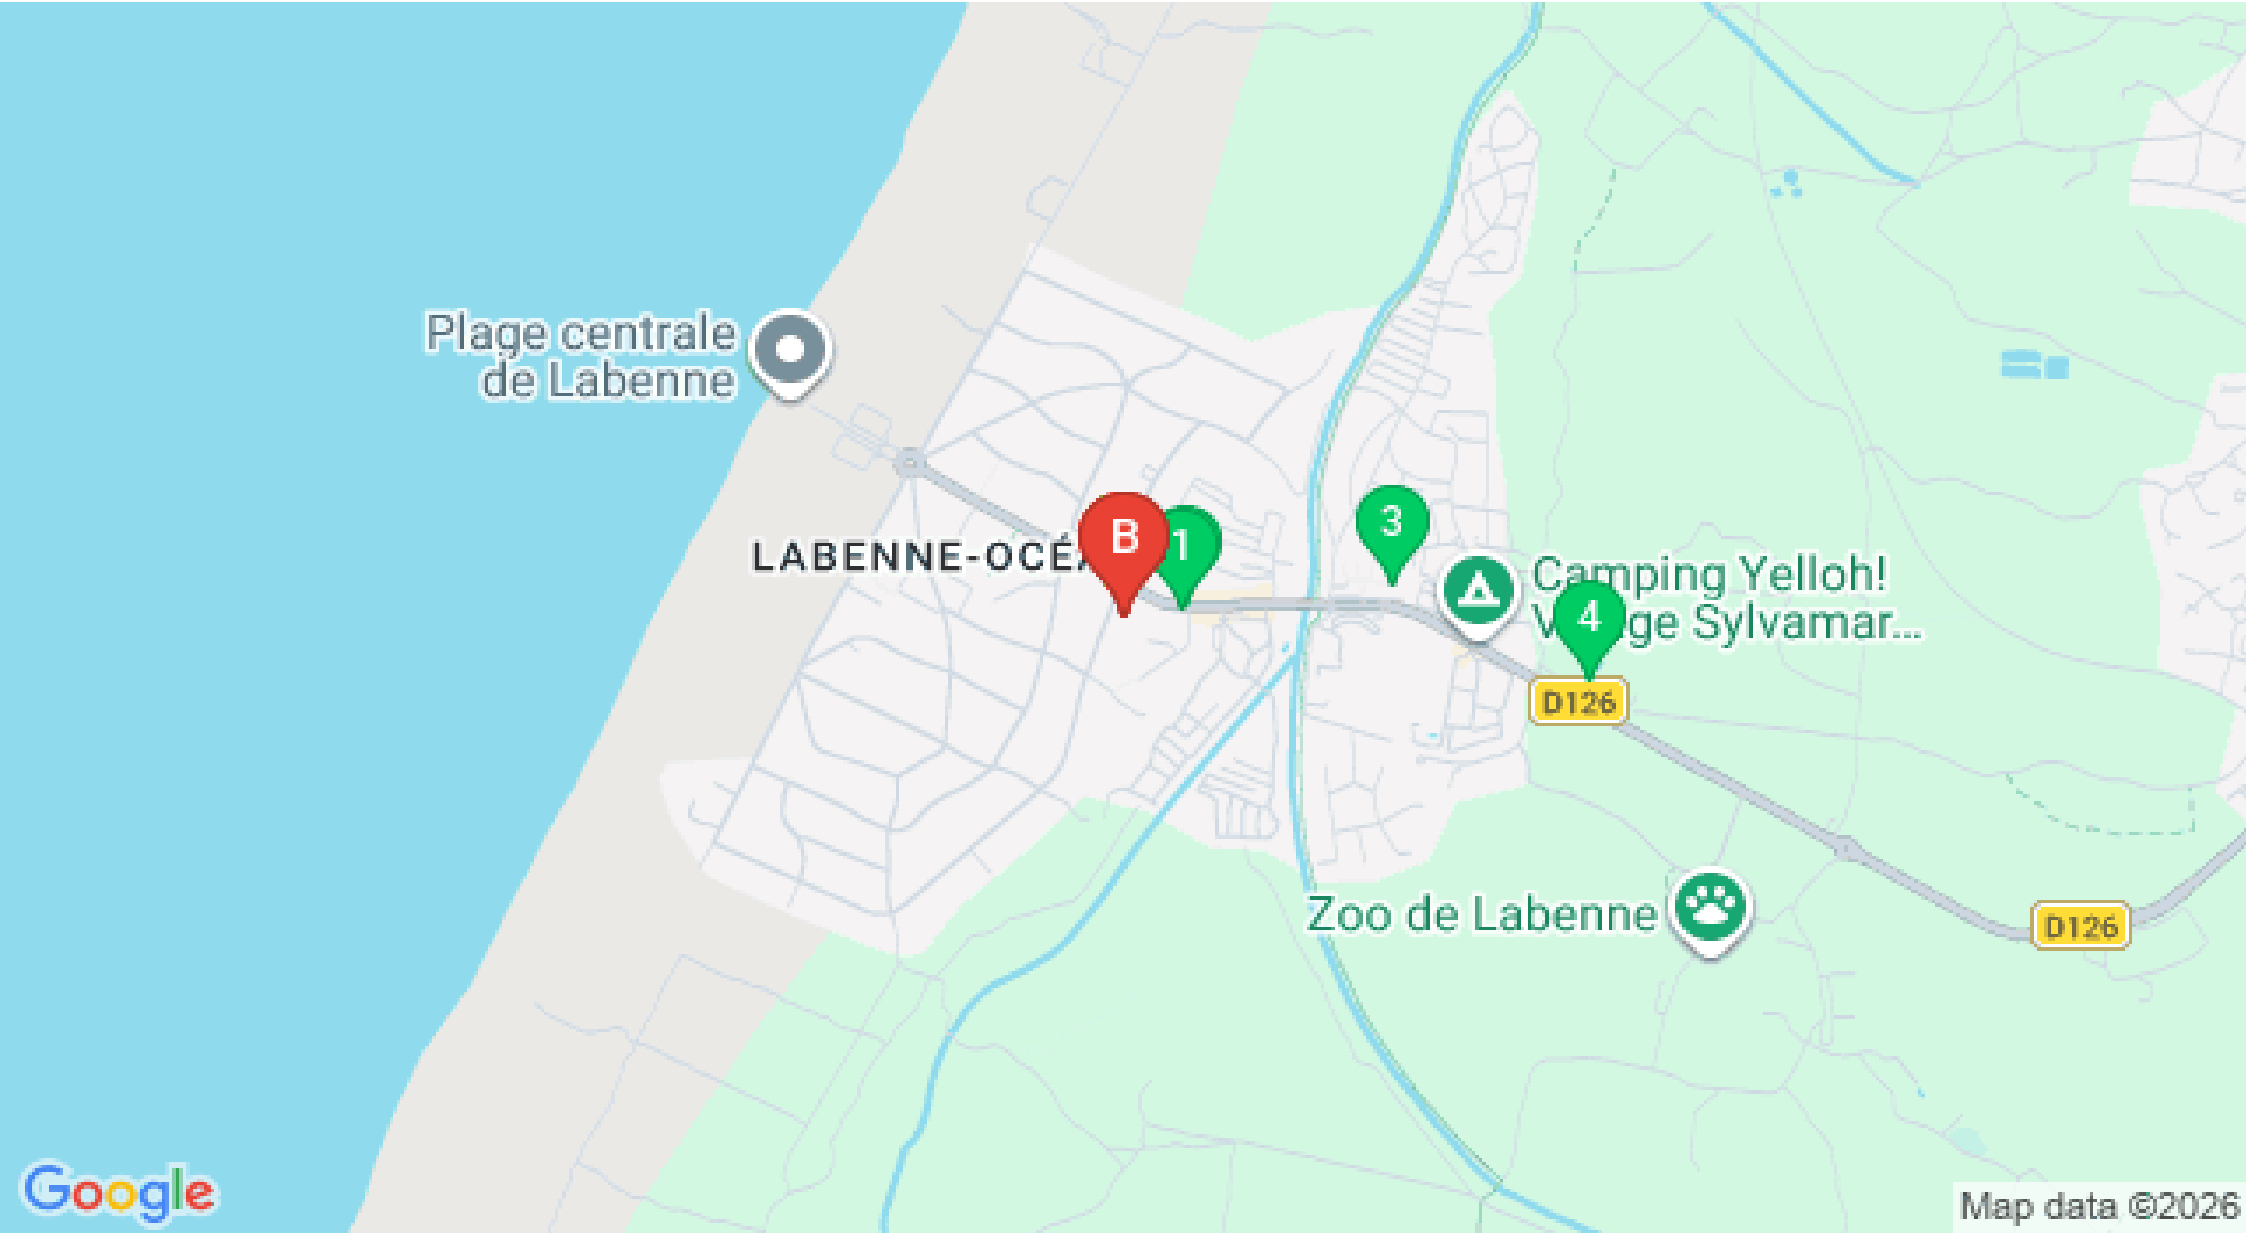 Plage centrale
de Labenne
B
1
3
LABENNE-OCÉ
Camping Yelloh!
4
ge Sylvamar...
D126
Zoo de Labenne
D126
Google
Map data ©2026